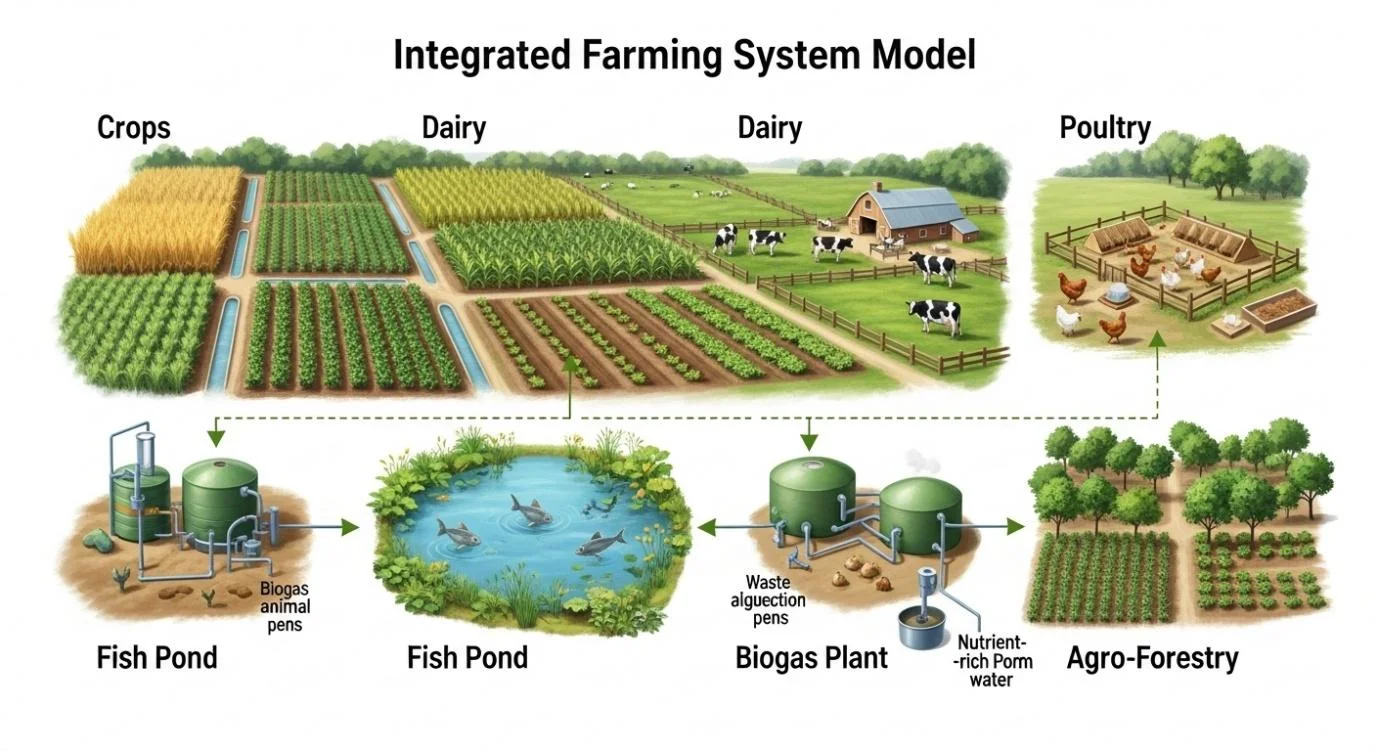 Integrated Farming System Model
Crops
Dairy
Dairy
Poultry
Biogas
animal
pens
Fish Pond
Fish Pond
Waste
alguection
pens
Biogas Plant
Nutrient-
-rich Porm
water
Agro-Forestry